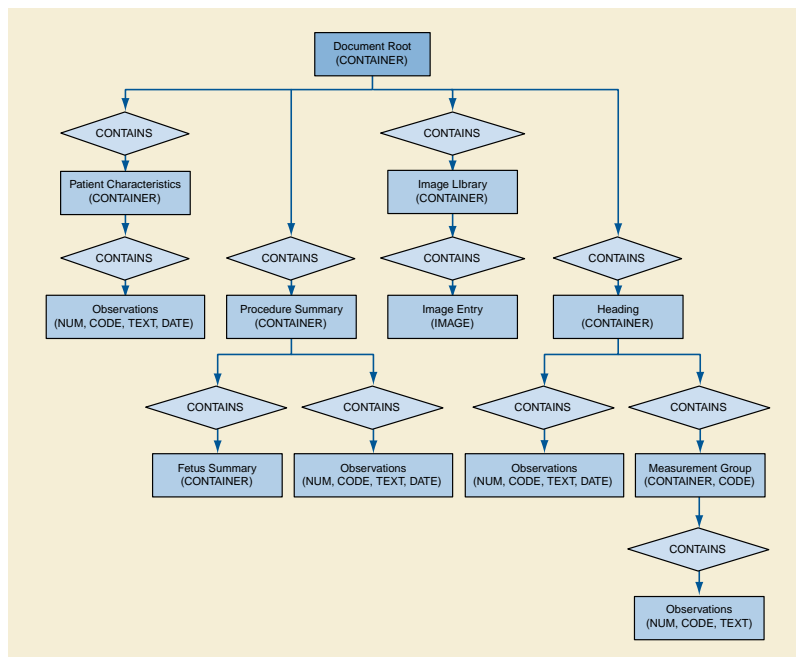 Document Root
(CONTAINER)
CONTAINS
CONTAINS
Patient Characteristics
(CONTAINER)
Image LIbrary
(CONTAINER)
CONTAINS
CONTAINS
CONTAINS
CONTAINS
Observations
(NUM, CODE, TEXT, DATE)
Procedure Summary
(CONTAINER)
Image Entry
(IMAGE)
Heading
(CONTAINER)
CONTAINS
CONTAINS
CONTAINS
CONTAINS
Fetus Summary
(CONTAINER)
Observations
(NUM, CODE, TEXT, DATE)
Observations
(NUM, CODE, TEXT, DATE)
Measurement Group
(CONTAINER, CODE)
CONTAINS
Observations
(NUM, CODE, TEXT)